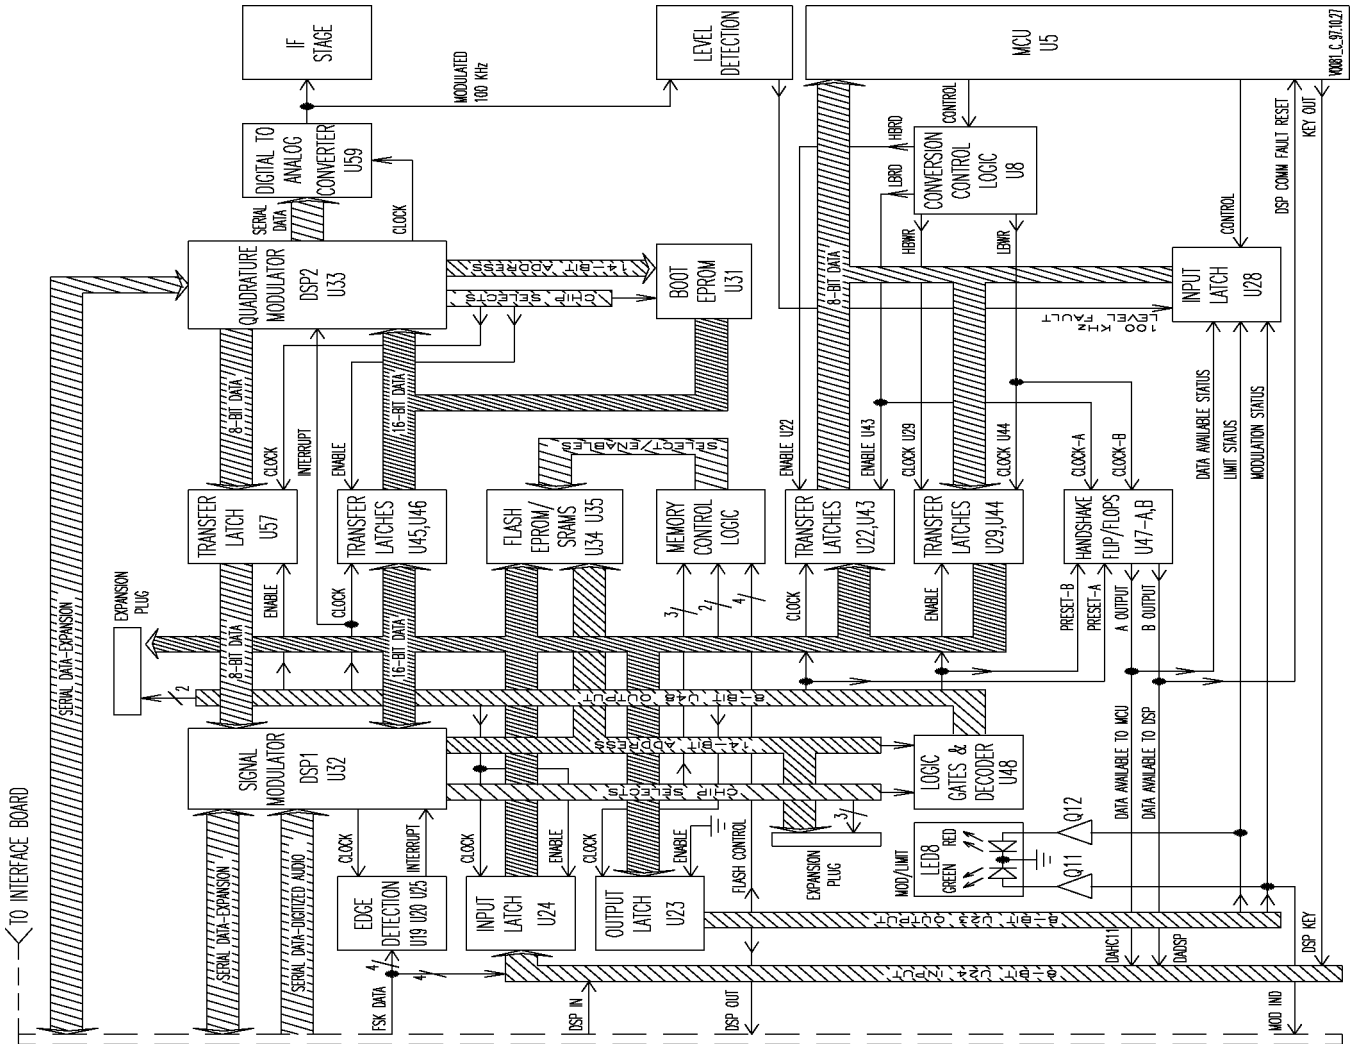 TO INTERFACE BOARD
IF
STAGE
LEVEL
DETECTION
MCU
U5
V0081_C_97.10.27
MODULATED
100 KHz
DIGITAL TO
ANALOG
CONVERTER
U59
SERIAL
DATA
CLOCK
HBRD
LBRD
CONTROL
CONVERSION
CONTROL
LOGIC
U8
HBWR
LBWR
CONTROL
DSP COMM FAULT RESET
KEY OUT
QUADRATURE
MODULATOR
DSP2
U33
14-BIT ADDRESS
CHIP SELECTS
BOOT
EPROM
U31
8-BIT DATA
INPUT
LATCH
U28
100 KHz
LEVEL FAULT
8-BIT DATA
CLOCK
INTERRUPT
ENABLE
16-BIT DATA
SELECT/ENABLES
ENABLE U22
ENABLE U43
CLOCK U29
CLOCK U44
CLOCK-A
CLOCK-B
DATA AVAILABLE STATUS
LIMIT STATUS
MODULATION STATUS
TRANSFER
LATCH
U57
TRANSFER
LATCHES
U45,U46
FLASH
EPROM/
SRAMS
U34 U35
MEMORY
CONTROL
LOGIC
TRANSFER
LATCHES
U22,U43
TRANSFER
LATCHES
U29,U44
HANDSHAKE
FLIP/FLOPS
U47-A,B
EXPANSION
PLUG
SERIAL DATA-EXPANSION
8-BIT DATA
ENABLE
CLOCK
16-BIT DATA
3
2
4
CLOCK
ENABLE
PRESET-B
PRESET-A
A OUTPUT
B OUTPUT
2
8-BIT U48 OUTPUT
SIGNAL
MODULATOR
DSP1
U32
14-BIT ADDRESS
CHIP SELECTS
LOGIC
GATES &
DECODER
U48
DATA AVAILABLE TO MCU
DATA AVAILABLE TO DSP
CLOCK
INTERRUPT
CLOCK
ENABLE
CLOCK
ENABLE
FLASH CONTROL
EXPANSION
PLUG
3
MOD/LIMIT
LED8
GREEN
RED
Q11
Q12
SERIAL DATA-EXPANSION
SERIAL DATA-DIGITIZED AUDIO
EDGE
DETECTION
U19 U20 U25
INPUT
LATCH
U24
OUTPUT
LATCH
U23
8-BIT U23 OUTPUT
4
4
8-BIT U24 INPUT
DAHC11
DADSP
DSP KEY
FSK DATA
DSP IN
DSP OUT
MOD IND